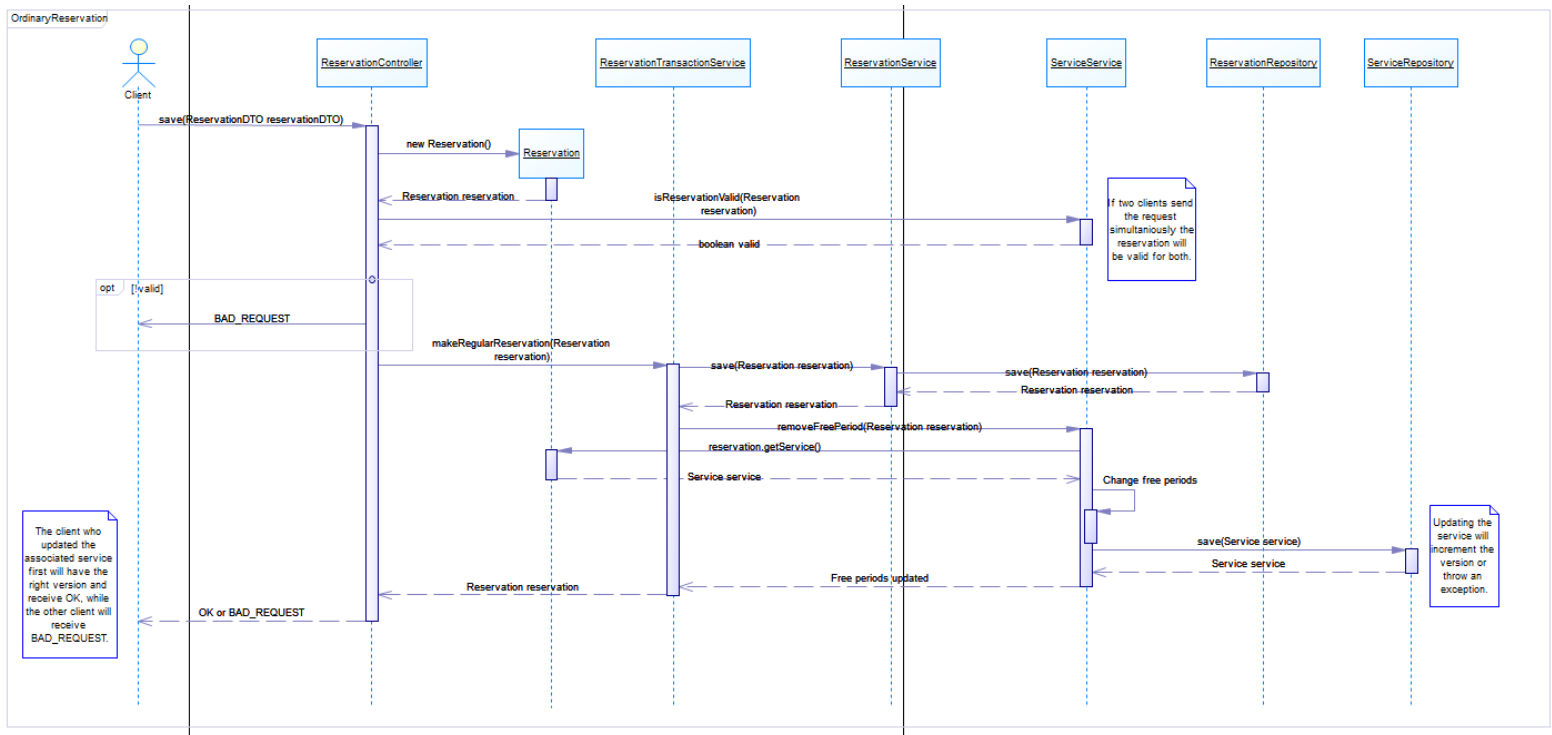 OrdinaryReservation
Client
ReservationController
ReservationTransactionService
ReservationService
ServiceService
ReservationRepository
ServiceRepository
save(ReservationDTO reservationDTO)
new Reservation()
Reservation
Reservation reservation
isReservationValid(Reservation
reservation)
boolean valid
If two clients send
the request
simultaniously the
reservation will
be valid for both.
opt
[!valid]
BAD_REQUEST
makeRegularReservation(Reservation
reservation)
save(Reservation reservation)
save(Reservation reservation)
Reservation reservation
Reservation reservation
removeFreePeriod(Reservation reservation)
reservation.getService()
Service service
Change free periods
save(Service service)
Service service
Updating the
service will
increment the
version or
throw an
exception.
Free periods updated
Reservation reservation
OK or BAD_REQUEST
The client who
updated the
associated service
first will have the
right version and
receive OK, while
the other client will
receive
BAD_REQUEST.